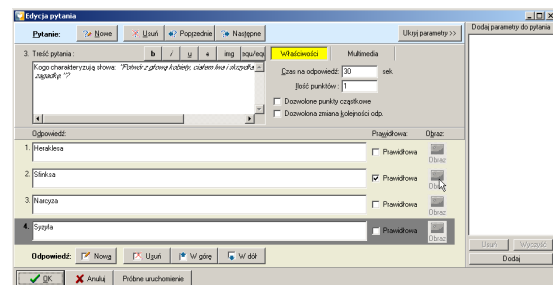 Edycja pytania
Pytanie: Nowe Usuń Poprzednie Następne Ukryj parametry >>
Dodaj parametry do pytania
3. Treść pytania : b i u a img squ/equ
Właściwości Multimedia
Kogo charakteryzują słowa: "Potwór z głową kobiety, ciałem lwa i skrzydła
zagadkę "?
Czas na odpowiedź: 30 sek.
Ilość punktów : 1
Dozwolone punkty cząstkowe
Dozwolona zmiana kolejności odp.
Odpowiedź: Prawidłowa: Obraz:
1. Heraklesa Prawidłowa Obraz
2. Sfinksa Prawidłowa Obraz
3. Narcyza Prawidłowa Obraz
4. Syzyfa Prawidłowa Obraz
Odpowiedź: Nowa Usuń W górę W dół
Usuń Wyczyść
Dodaj
OK Anuluj Próbne uruchomienie